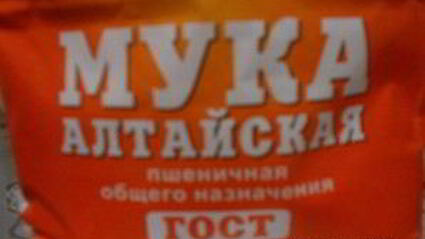 МУКА
АЛТАЙСКАЯ
пшеничная
общего назначения
ГОСТ